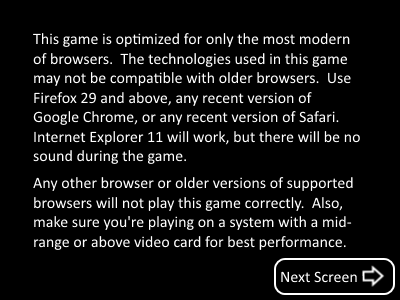 This game is optimized for only the most modern
of browsers.  The technologies used in this game
may not be compatible with older browsers.  Use
Firefox 29 and above, any recent version of
Google Chrome, or any recent version of Safari.
Internet Explorer 11 will work, but there will be no
sound during the game.
Any other browser or older versions of supported
browsers will not play this game correctly.  Also,
make sure you're playing on a system with a mid-
range or above video card for best performance.
Next Screen